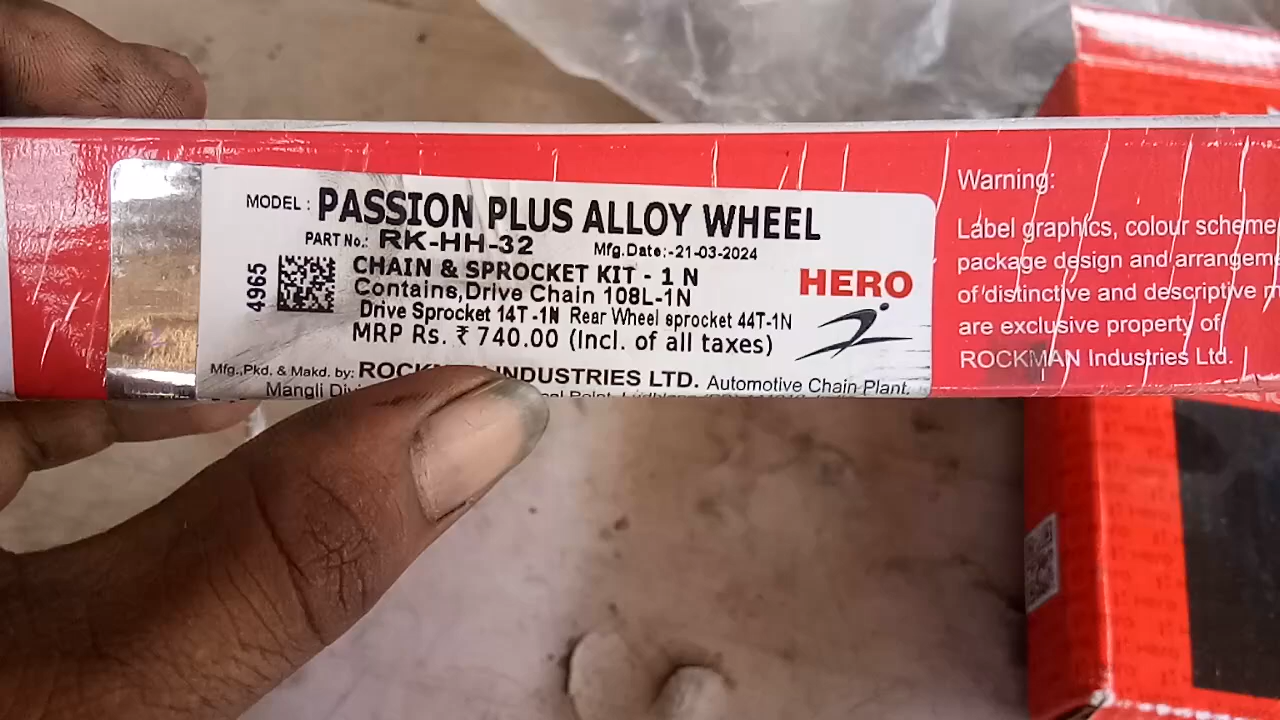 MODEL : PASSION PLUS ALLOY WHEEL
PART No.: RK-HH-32 Mfg.Date:-21-03-2024
4965
CHAIN & SPROCKET KIT - 1 N
Contains,Drive Chain 108L-1N
Drive Sprocket 14T -1N Rear Wheel sprocket 44T-1N
MRP Rs. ₹ 740.00 (Incl. of all taxes)
HERO
Mfg.,Pkd. & Makd. by: INDUSTRIES LTD. Automotive Chain Plant,
Mangli
Warning:
Label graphics, colour scheme
package design and
of distinctive and descriptive
are exclusive property of
ROCKMAN Industries Ltd.